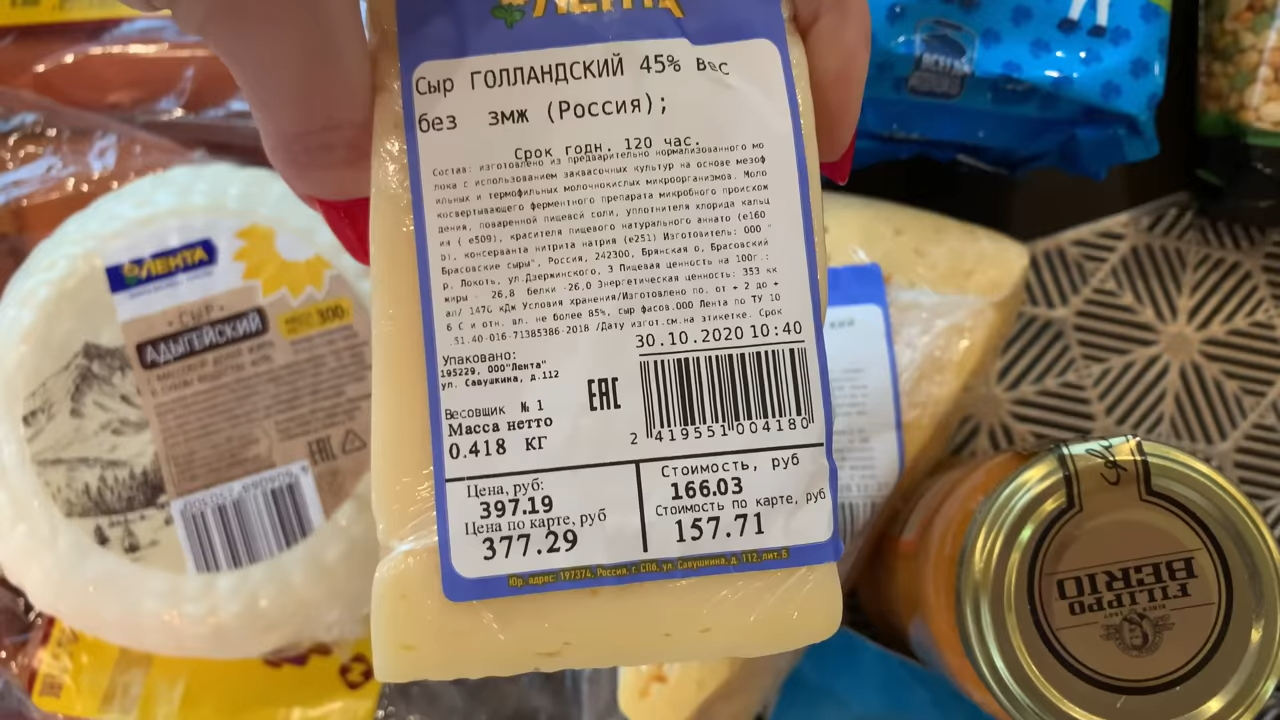 ЛЕНТА
Сыр ГОЛЛАНДСКИЙ 45% Вес
без змж (Россия);
Срок годн. 120 час.
Состав: изготовлено из предварительно нормализованного мо
лока с использованием заквасочных культур на основе мезоф
ильных и термофильных молочнокислых микроорганизмов. Моло
косвертывающего ферментного препарата микробного происхож
дения, поваренной пищевой соли, уплотнителя хлорида кальц
ия ( е509), красителя пищевого натурального аннато (е160
b), консерванта нитрита натрия (е251) Изготовитель: ООО "
Брасовские сыры", Россия, 242300, Брянская о, Брасовский
р. Локоть, ул.Дзержинского, 3 Пищевая ценность на 100г.:
жиры - 26,8 белки -26,0 Энергетическая ценность: 353 кк
ал/ 1476 кДж Условия хранения/Изготовлено по. от + 2 до +
6 С и отн. вл. не более 85%, сыр фасов.ООО Лента по ТУ 10
.51.40-016-71385386-2018 /Дату изгот.см.на этикетке. Срок
30.10.2020 10:40
Упаковано:
195229, ООО"Лента"
ул. Савушкина, д.112
EAC
Весовщик № 1
Масса нетто
0.418 КГ
2 419551 004180
Цена, руб:
397.19
Цена по карте, руб
377.29
Стоимость, руб
166.03
Стоимость по карте, руб
157.71
Юр. адрес: 197374, Россия, г. СПб, ул. Савушкина, д. 112, лит. Б
ЛЕНТА
СЫР
АДЫГЕЙСКИЙ
300г
EAC
FILIPPO
BERIO